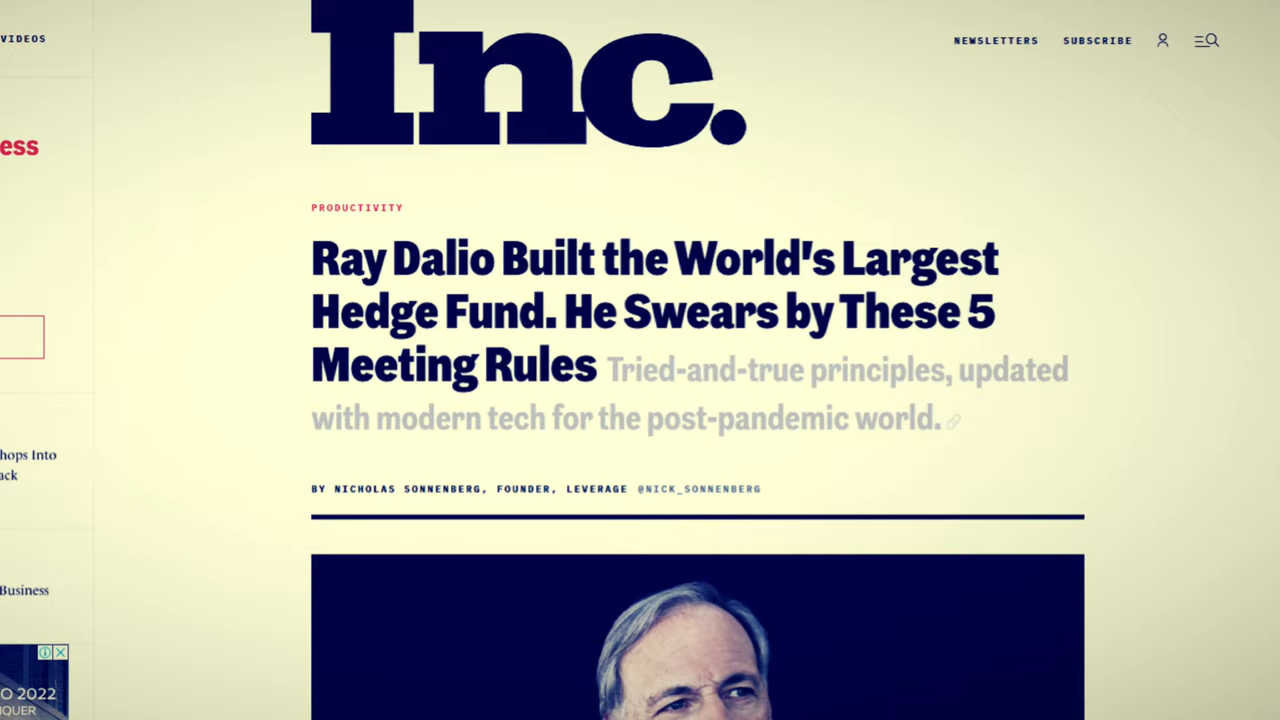 VIDEOS
NEWSLETTERS SUBSCRIBE
Inc.
ess
PRODUCTIVITY
Ray Dalio Built the World's Largest
Hedge Fund. He Swears by These 5
Meeting Rules Tried-and-true principles, updated
with modern tech for the post-pandemic world.
hops Into
ack
BY NICHOLAS SONNENBERG, FOUNDER, LEVERAGE @NICK_SONNENBERG
Business
O 2022
QUER